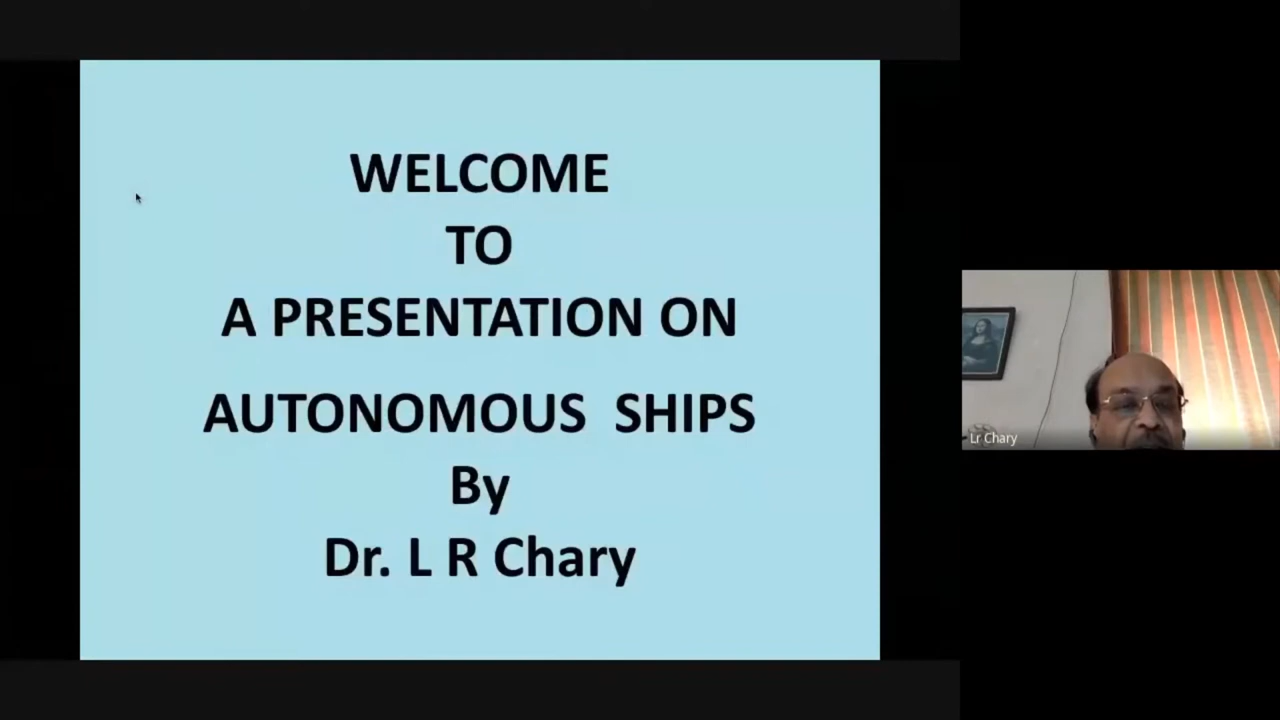 WELCOME
TO
A PRESENTATION ON
AUTONOMOUS SHIPS
By
Dr. L R Chary
Lr Chary